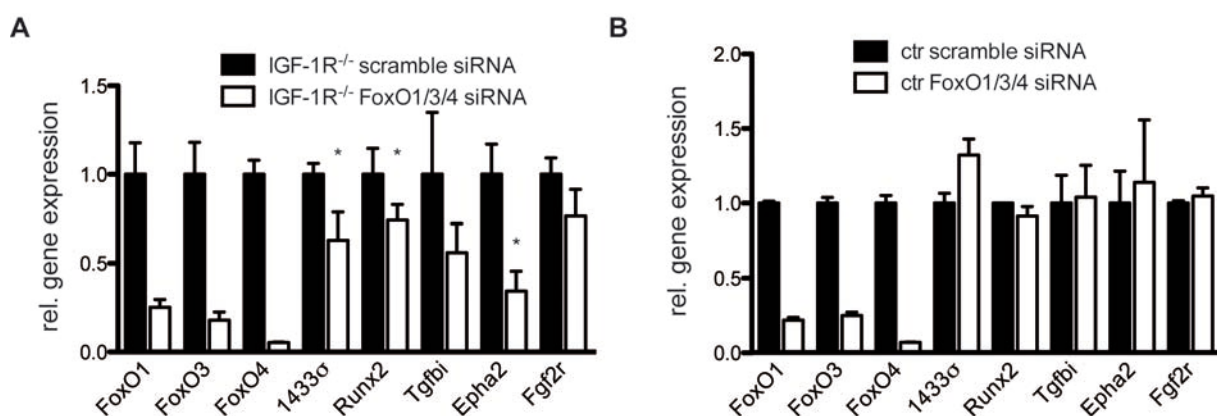 A
IGF-1R-/- scramble siRNA
IGF-1R-/- FoxO1/3/4 siRNA
rel. gene expression
1.5
1.0
0.5
0.0
*
*
*
FoxO1
FoxO3
FoxO4
1433σ
Runx2
Tgfbi
Epha2
Fgf2r
B
ctr scramble siRNA
ctr FoxO1/3/4 siRNA
rel. gene expression
2.0
1.5
1.0
0.5
0.0
FoxO1
FoxO3
FoxO4
1433σ
Runx2
Tgfbi
Epha2
Fgf2r